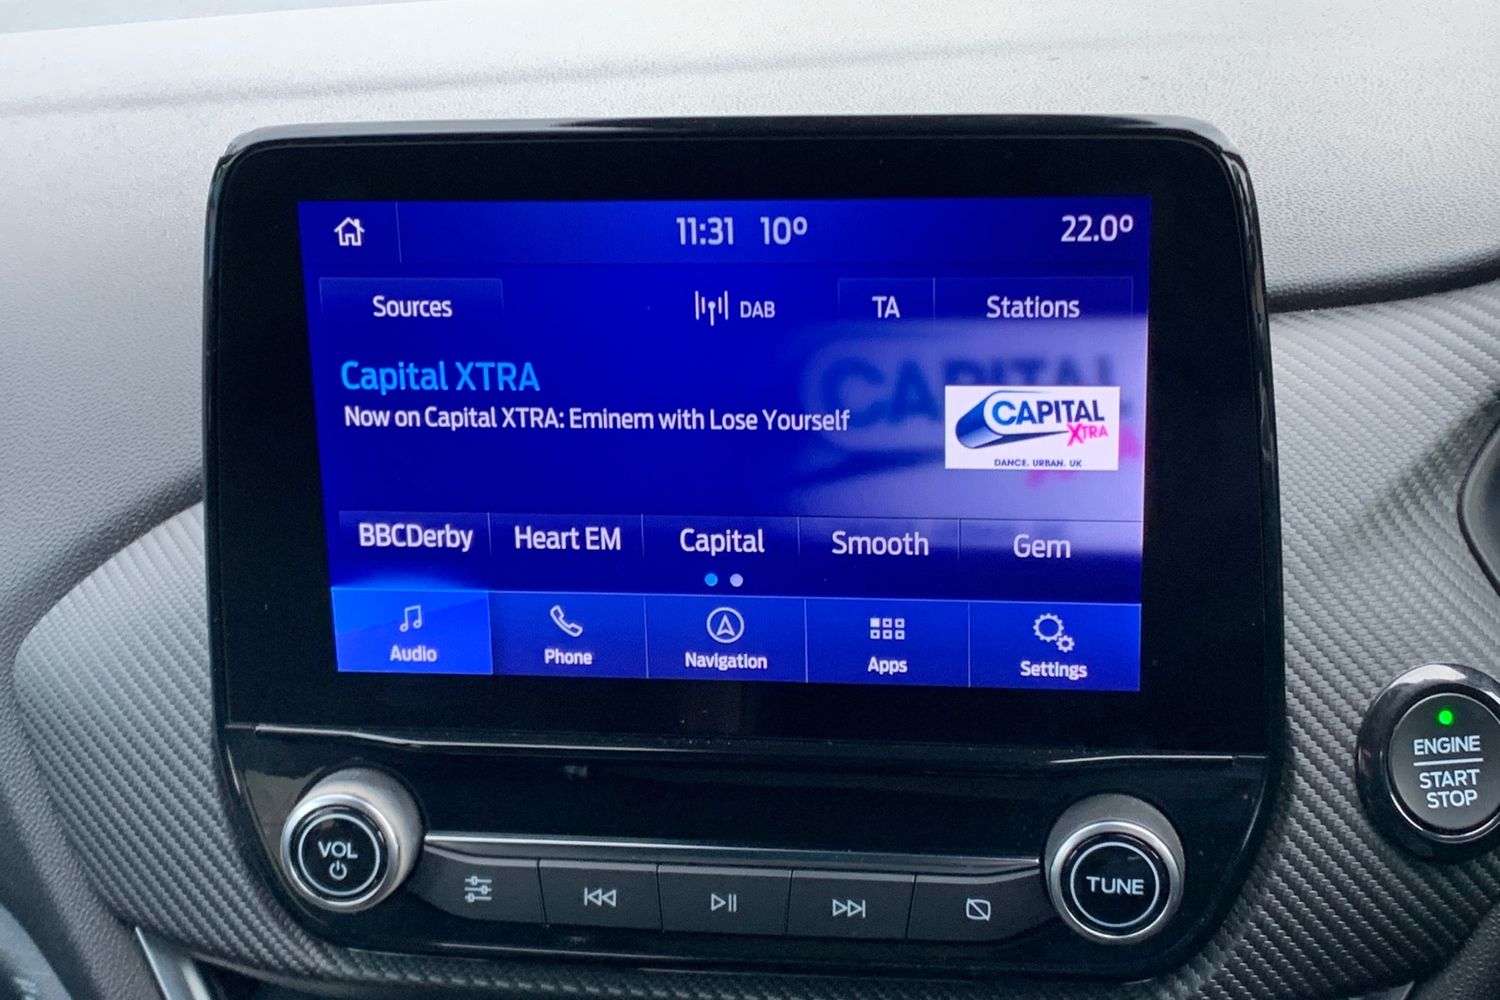 11:31 10° 22.0°
Sources DAB TA Stations
Capital XTRA
Now on Capital XTRA: Eminem with Lose Yourself
CAPITAL
XTRA
DANCE. URBAN. UK
BBCDerby Heart EM Capital Smooth Gem
Audio Phone Navigation Apps Settings
ENGINE
START
STOP
VOL
TUNE